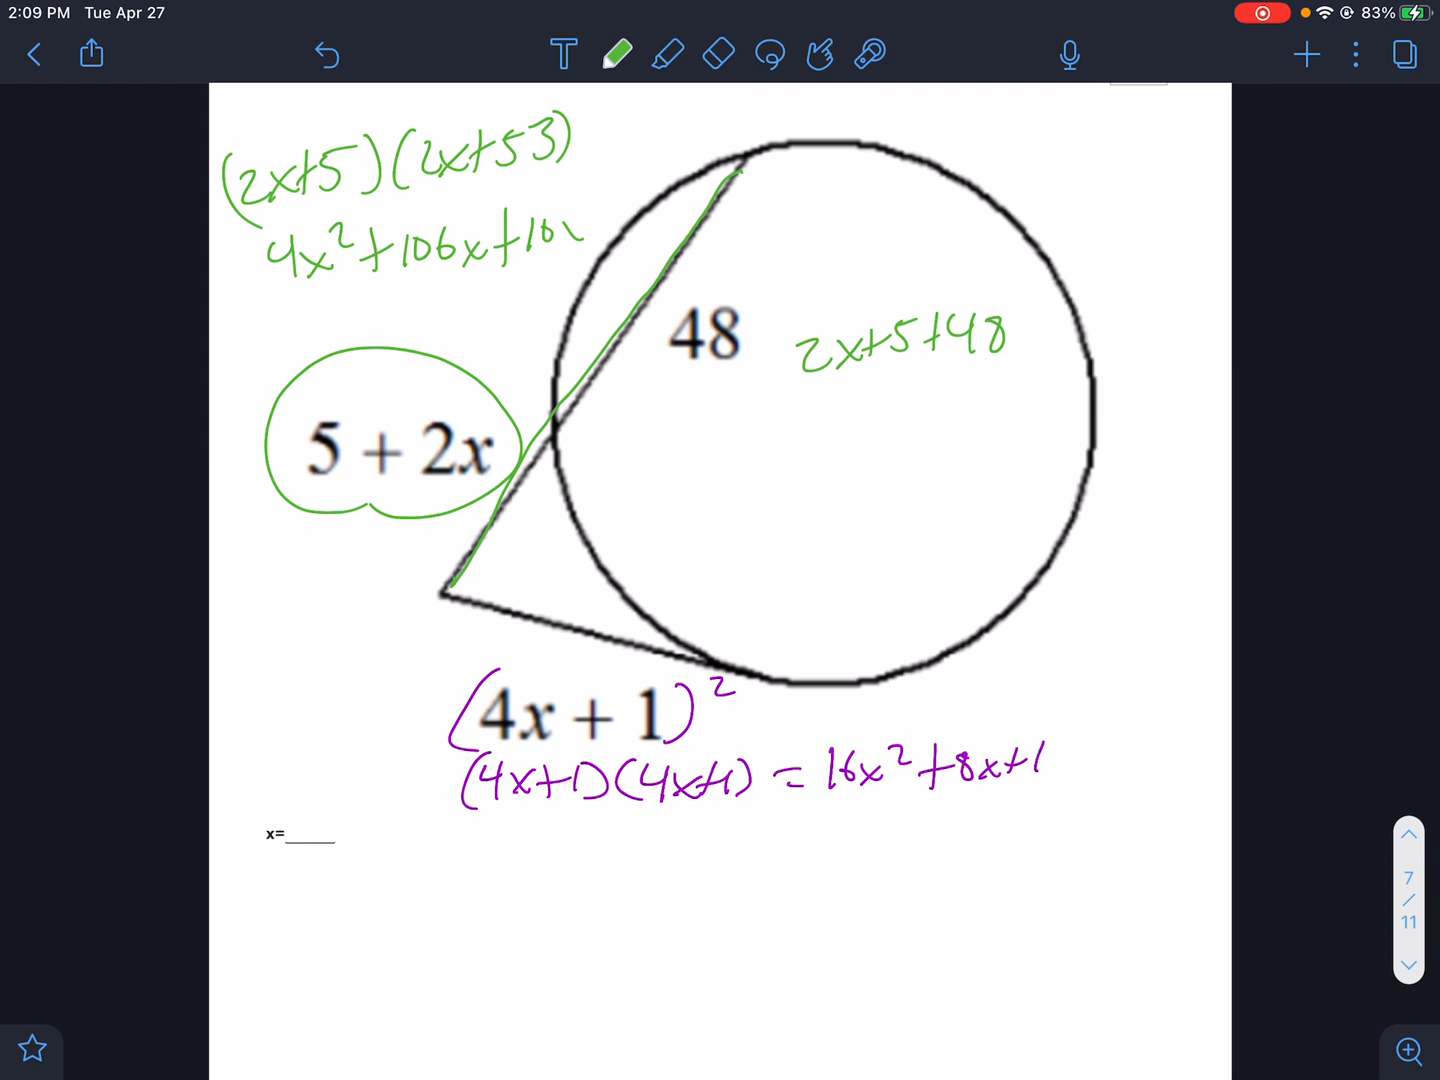 2:09 PM Tue Apr 27
83%
T
(2x+5)(2x+53)
4x²+106x+10
48
2x+5+48
5 + 2x
(4x + 1)²
(4x+1)(4x+1) = 16x²+8x+1
x=_____
7
/
11